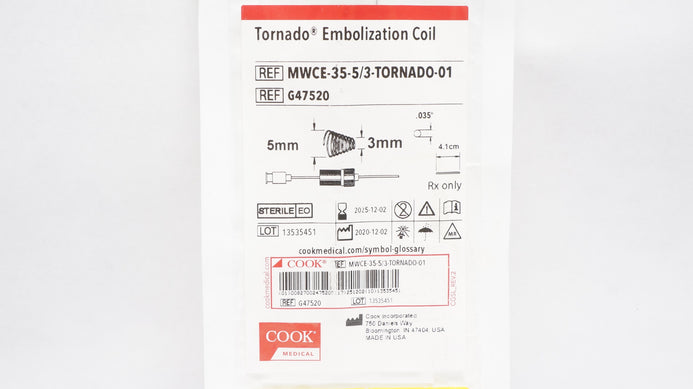 Tornado® Embolization Coil
REF MWCE-35-5/3-TORNADO-01
REF G47520
.035"
5mm
3mm
4.1cm
Rx only
STERILE EO
2025-12-02
LOT 13535451
2020-12-02
MR
cookmedical.com/symbol-glossary
COOK® REF MWCE-35-5/3-TORNADO-01
cookmedical.com
REF G47520
LOT 13535451
COOK
MEDICAL
Cook Incorporated
750 Daniels Way
Bloomington, IN 47404, USA
MADE IN USA